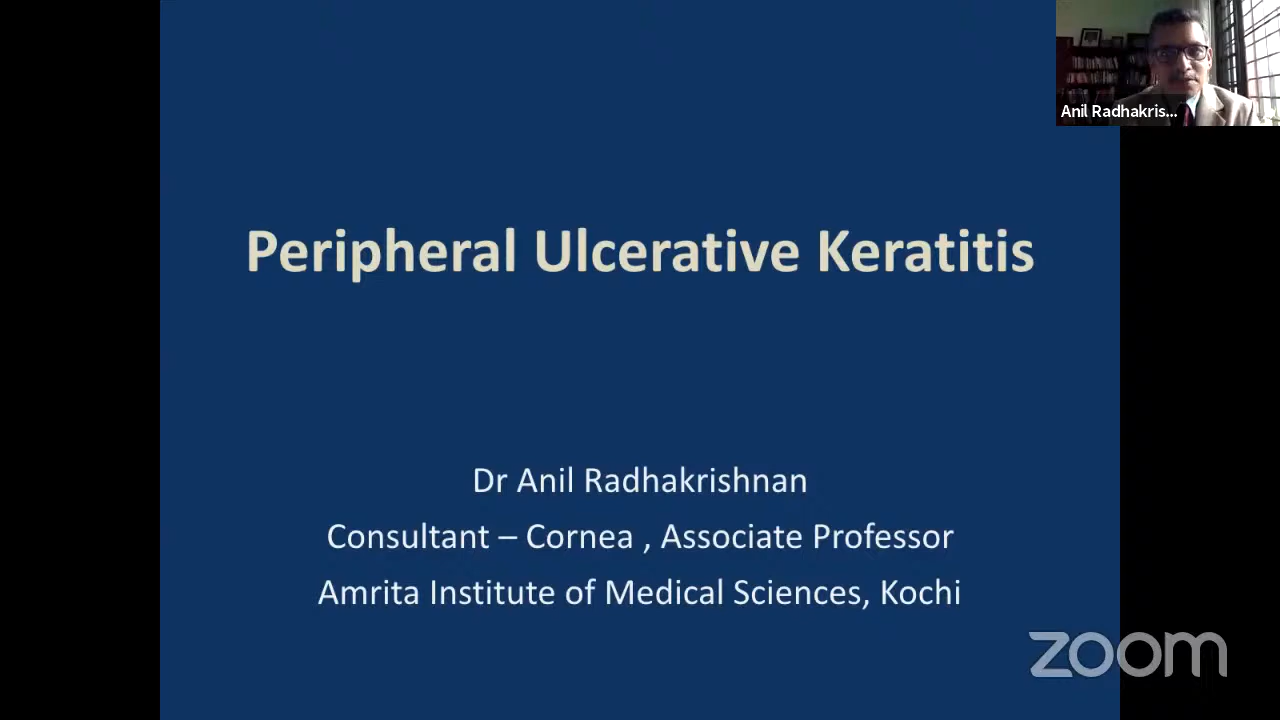 Anil Radhakris...
Peripheral Ulcerative Keratitis
Dr Anil Radhakrishnan
Consultant – Cornea , Associate Professor
Amrita Institute of Medical Sciences, Kochi
zoom